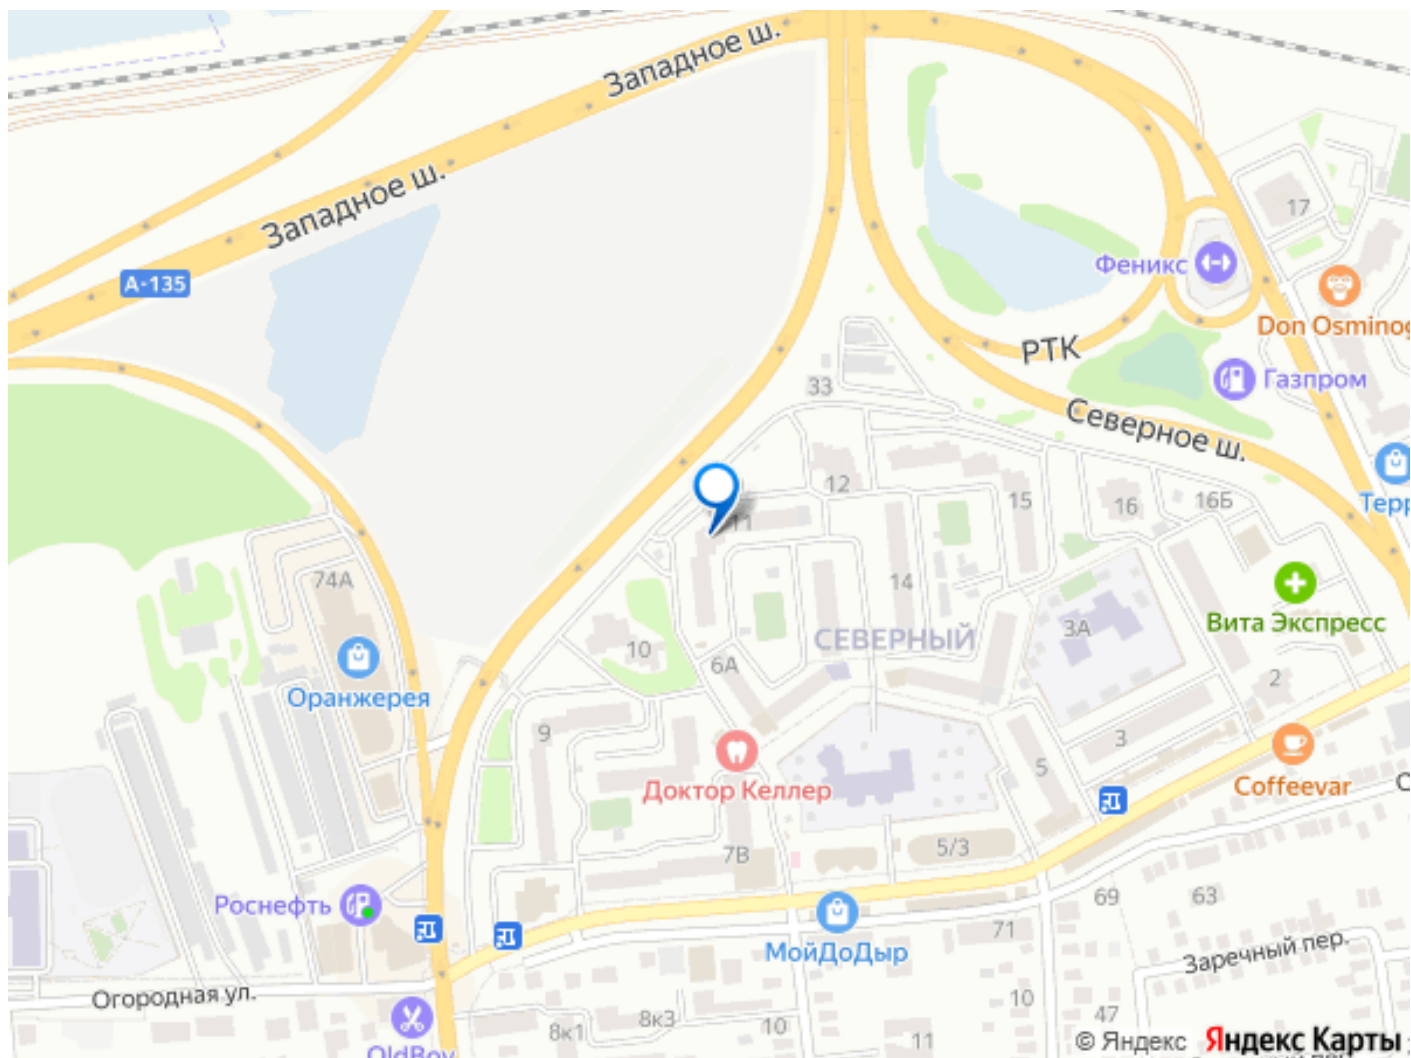 Западное ш.
Западное ш.
А-135
17
Феникс
Don Osminog
РТК
Газпром
33
Северное ш.
12
15
16
16Б
Терр
11
74А
14
Вита Экспресс
СЕВЕРНЫЙ
3А
10
6А
Оранжерея
2
9
3
5
Доктор Келлер
Coffeevar
5/3
7В
Роснефть
69
63
71
МойДоДыр
Заречный пер.
Огородная ул.
10
47
8к1
8к3
10
11
OldBoy
© Яндекс Яндекс Карты